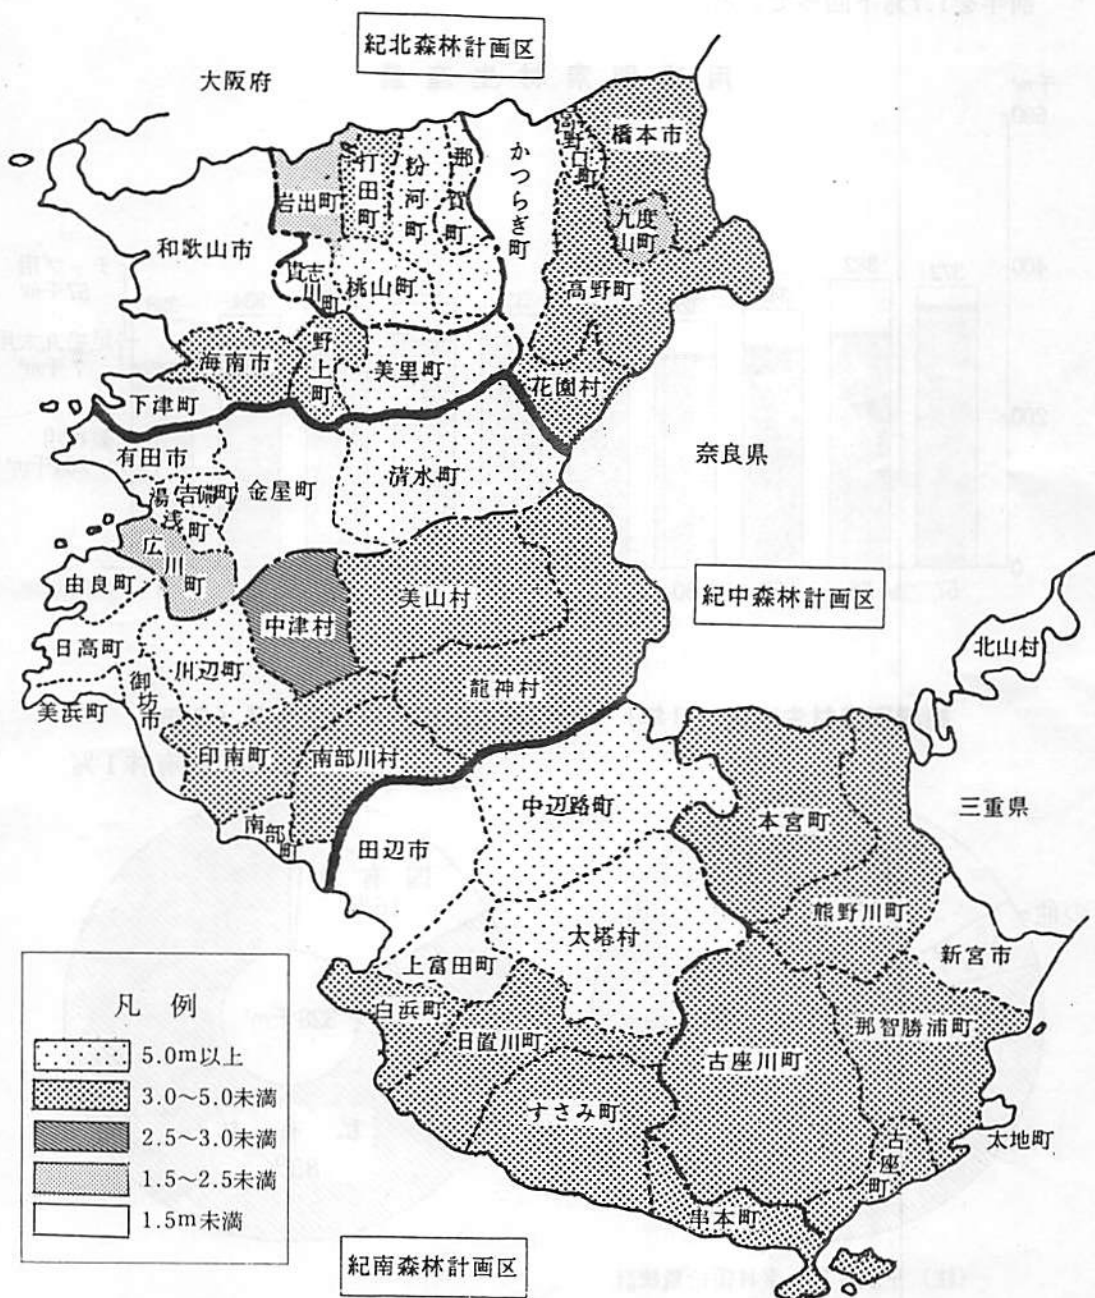 紀北森林計画区
大阪府
橋本市
高野口町
かつらぎ町
那賀町
粉河町
打田町
岩出町
九度山町
和歌山市
貴志川町
桃山町
高野町
海南市
野上町
美里町
花園村
下津町
有田市
湯浅町
吉備町
金屋町
清水町
奈良県
広川町
由良町
中津村
美山村
紀中森林計画区
北山村
日高町
川辺町
御坊市
龍神村
美浜町
印南町
南部川村
中辺路町
本宮町
三重県
南部町
田辺市
熊野川町
大塔村
新宮市
上富田町
白浜町
日置川町
古座川町
那智勝浦町
すさみ町
古座町
太地町
串本町
紀南森林計画区
凡例
5.0m以上
3.0~5.0未満
2.5~3.0未満
1.5~2.5未満
1.5m未満